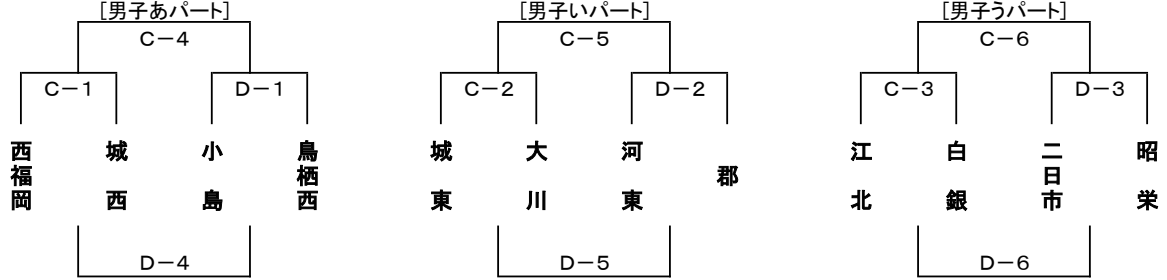 [男子あパート] [男子いパート] [男子うパート]
C－4 C－5 C－6
C－1 D－1 C－2 D－2 C－3 D－3
西福岡 城西 小島 鳥栖西 城東 大川 河東 郡 江北 白銀 二日市 昭栄
D－4 D－5 D－6